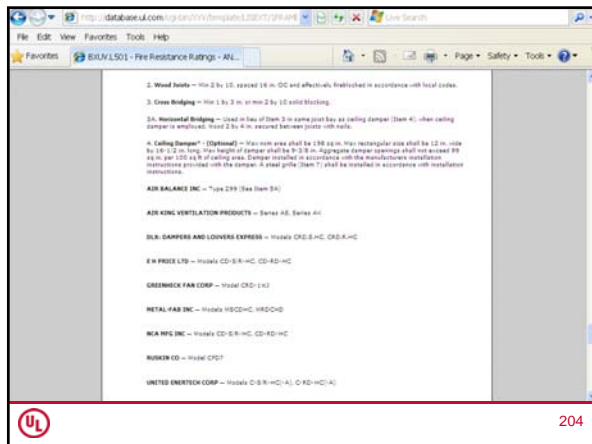 http://database.ul.com/cgi-bin/XYV/template/LISEXT/1FRAME
Live Search
File Edit View Favorites Tools Help
Favorites BXUV.L501 - Fire Resistance Ratings - AN... Page Safety Tools
2. Wood Joists — Min 2 by 10, spaced 16 in. OC and effectively fireblocked in accordance with local codes.
3. Cross Bridging — Min 1 by 3 in. or min 2 by 10 solid blocking.
3A. Horizontal Bridging — Used in lieu of Item 3 in same joist bay as ceiling damper (Item 4), when ceiling
damper is employed. Wood 2 by 4 in. secured between joists with nails.
4. Ceiling Damper* - (Optional) — Max nom area shall be 198 sq in. Max rectangular size shall be 12 in. wide
by 16-1/2 in. long. Max height of damper shall be 9-3/8 in. Aggregate damper openings shall not exceed 99
sq in. per 100 sq ft of ceiling area. Damper installed in accordance with the manufacturers installation
instructions provided with the damper. A steel grille (Item 7) shall be installed in accordance with installation
instructions.
AIR BALANCE INC — Type 299 (See Item 5A)
AIR KING VENTILATION PRODUCTS — Series AS, Series AK
DLX: DAMPERS AND LOUVERS EXPRESS — Models CRD-S-HC, CRD-R-HC
E H PRICE LTD — Models CD-S/R-HC, CD-RD-HC
GREENHECK FAN CORP — Model CRD-1WJ
METAL-FAB INC — Models MSCDHC, MRDCHD
NCA MFG INC — Models CD-S/R-HC, CD-RD-HC
RUSKIN CO — Model CFD7
UNITED ENERTECH CORP — Models C-S/R-HC(-A), C-RD-HC(-A)
UL
204